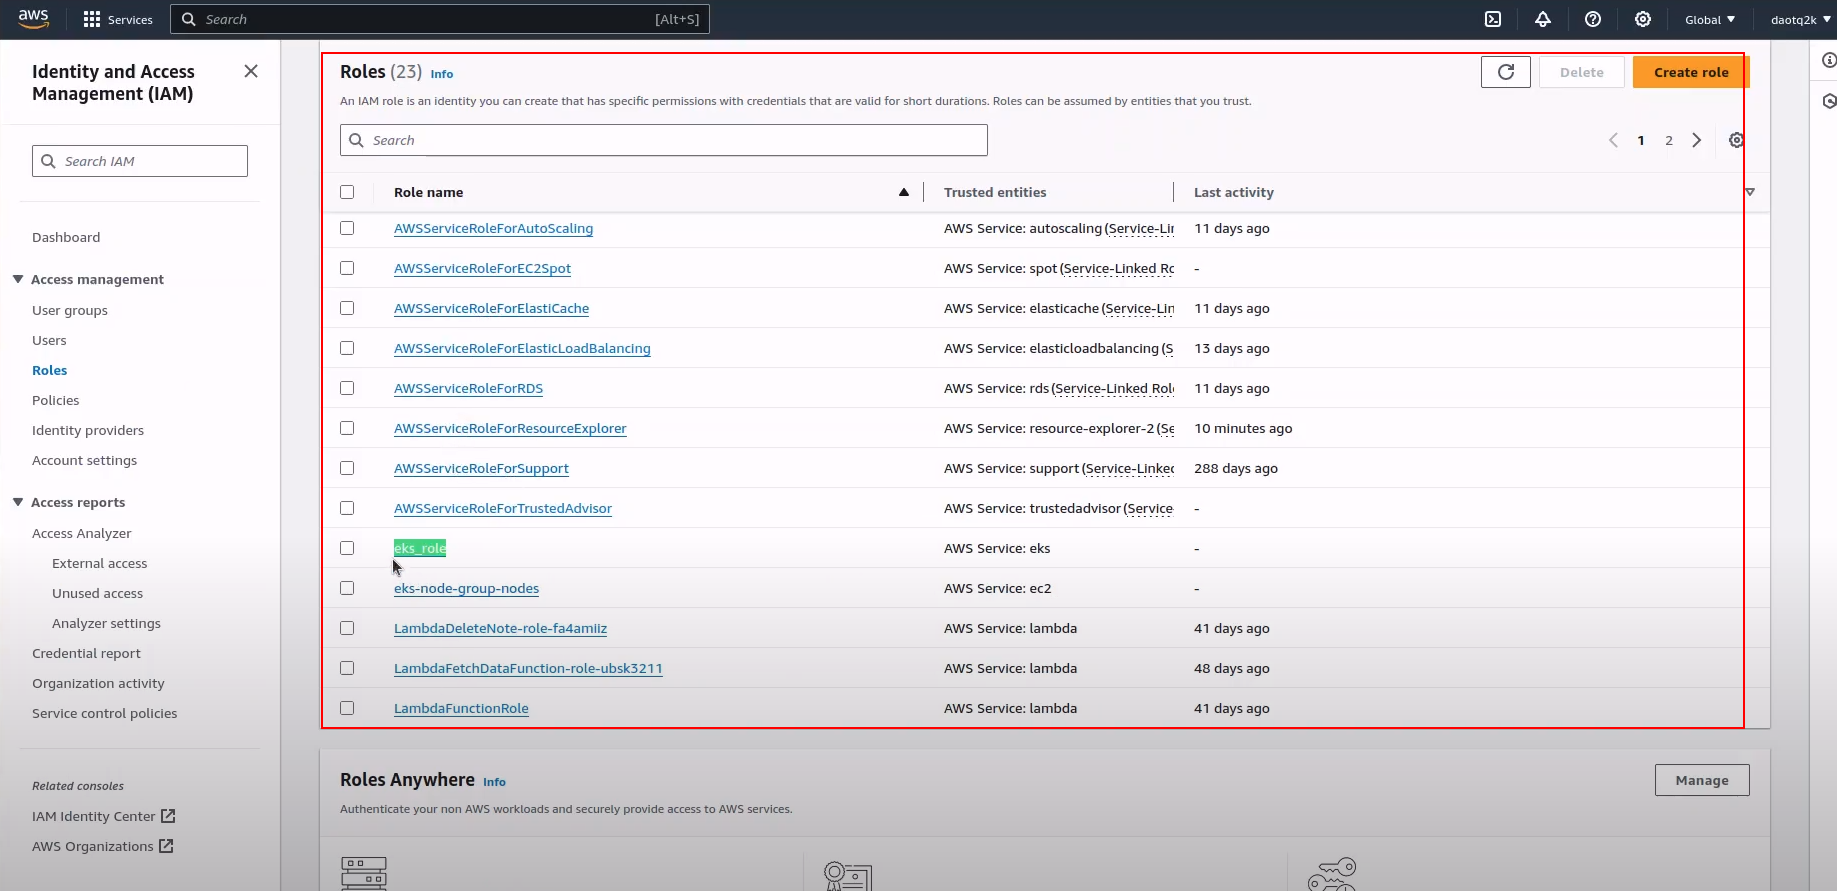 aws
Services
Search
[Alt+S]
Global
daotq2k
Identity and Access
Management (IAM)
Search IAM
Dashboard
Access management
User groups
Users
Roles
Policies
Identity providers
Account settings
Access reports
Access Analyzer
External access
Unused access
Analyzer settings
Credential report
Organization activity
Service control policies
Related consoles
IAM Identity Center
AWS Organizations
Roles (23) Info
Delete
Create role
An IAM role is an identity you can create that has specific permissions with credentials that are valid for short durations. Roles can be assumed by entities that you trust.
Search
1 2
Role name Trusted entities Last activity
AWSServiceRoleForAutoScaling AWS Service: autoscaling (Service-Lin 11 days ago
AWSServiceRoleForEC2Spot AWS Service: spot (Service-Linked Ro -
AWSServiceRoleForElastiCache AWS Service: elasticache (Service-Lin 11 days ago
AWSServiceRoleForElasticLoadBalancing AWS Service: elasticloadbalancing (S 13 days ago
AWSServiceRoleForRDS AWS Service: rds (Service-Linked Role 11 days ago
AWSServiceRoleForResourceExplorer AWS Service: resource-explorer-2 (Se 10 minutes ago
AWSServiceRoleForSupport AWS Service: support (Service-Linked 288 days ago
AWSServiceRoleForTrustedAdvisor AWS Service: trustedadvisor (Service -
eks_role AWS Service: eks -
eks-node-group-nodes AWS Service: ec2 -
LambdaDeleteNote-role-fa4amiiz AWS Service: lambda 41 days ago
LambdaFetchDataFunction-role-ubsk3211 AWS Service: lambda 48 days ago
LambdaFunctionRole AWS Service: lambda 41 days ago
Roles Anywhere Info
Manage
Authenticate your non AWS workloads and securely provide access to AWS services.